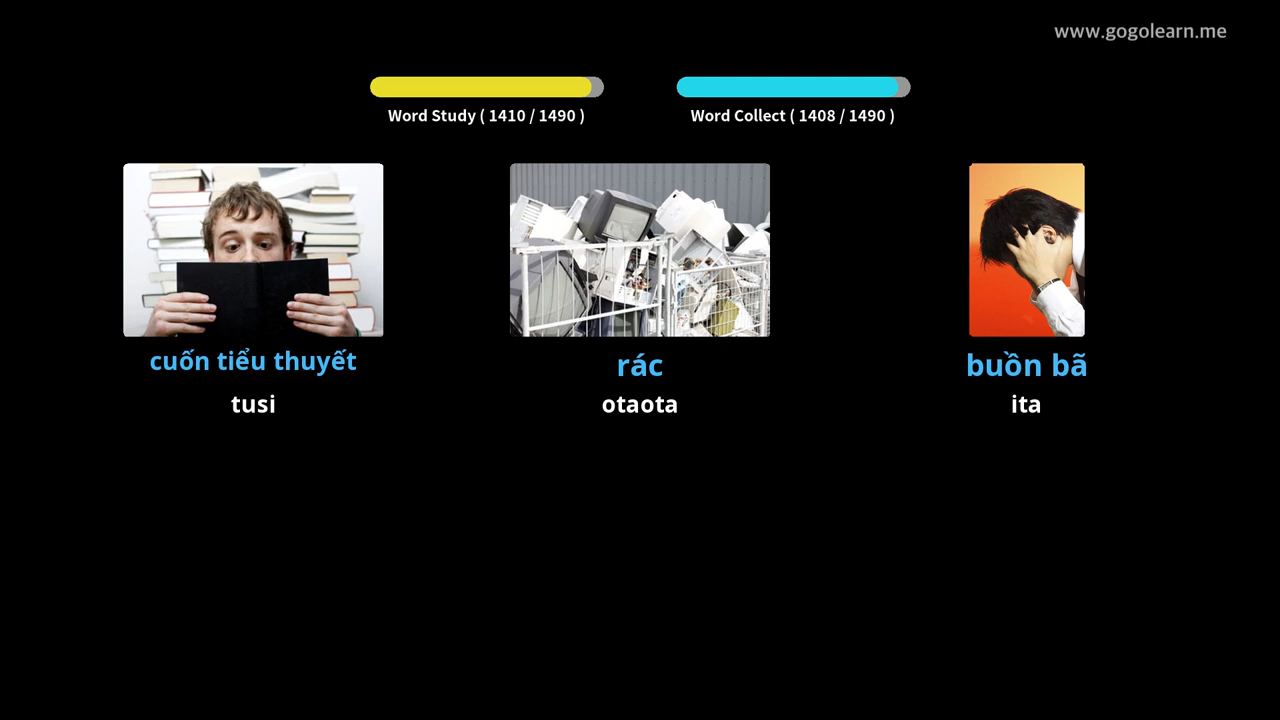 www.gogolearn.me
Word Study ( 1410 / 1490 )
Word Collect ( 1408 / 1490 )
cuốn tiểu thuyết
rác
buồn bã
tusi
otaota
ita